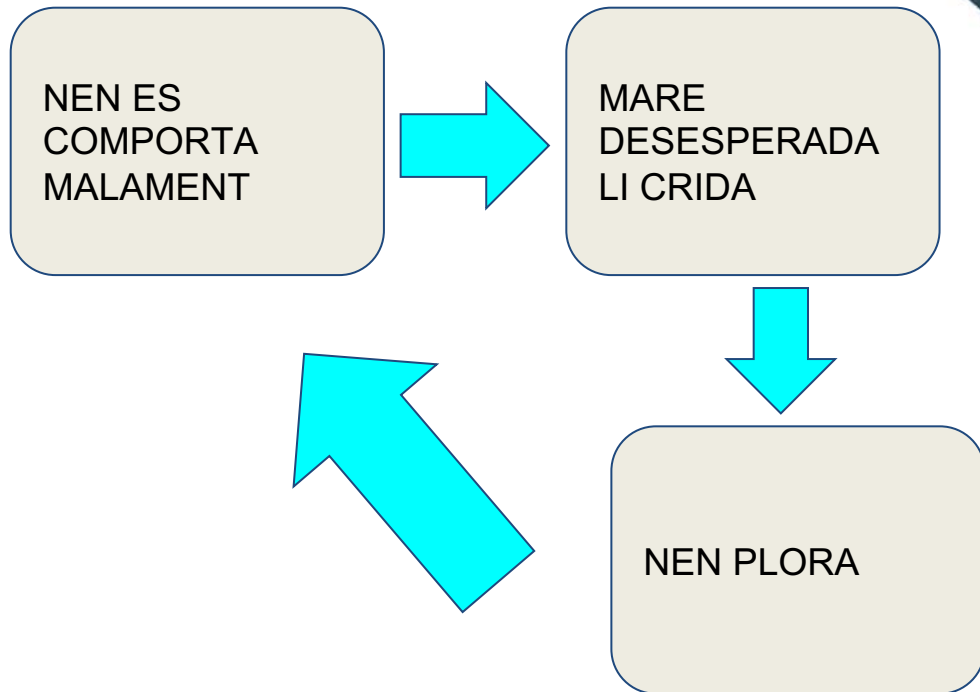 NEN ES
COMPORTA
MALAMENT
MARE
DESESPERADA
LI CRIDA
NEN PLORA